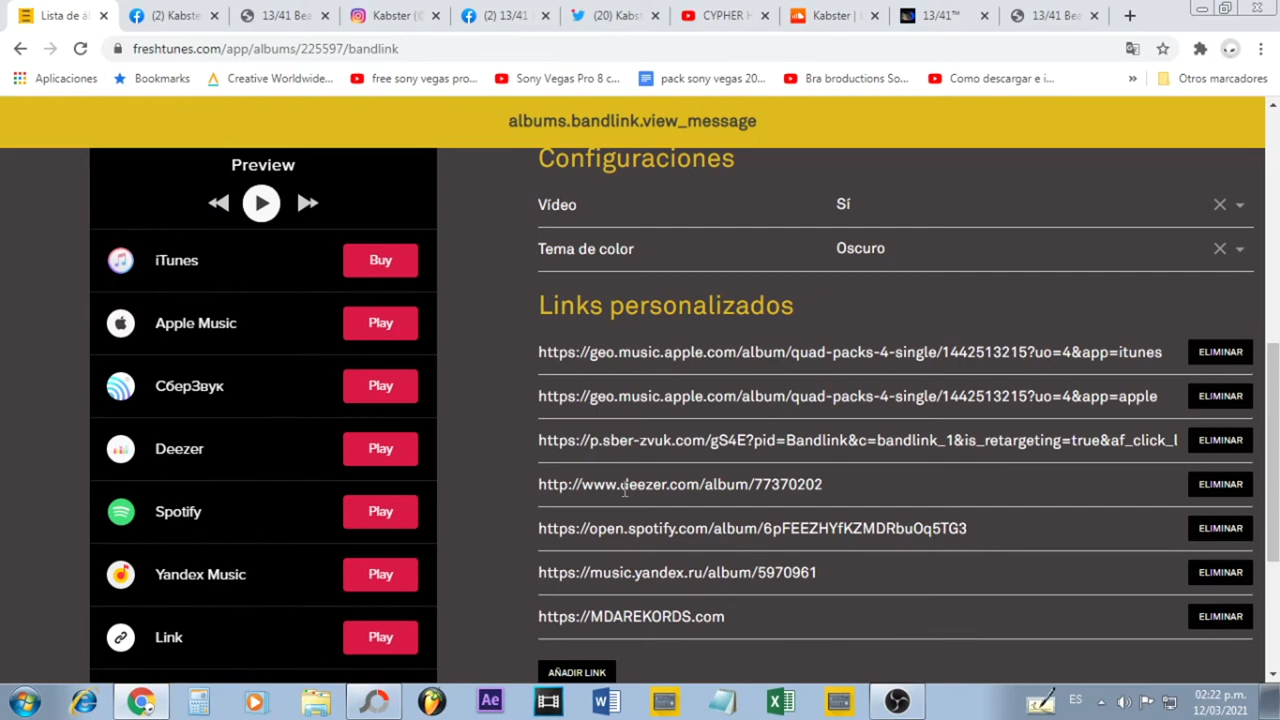 Lista de ál
(2) Kabste
13/41 Bea
Kabster (
(2) 13/41
(20) Kabs
CYPHER H
Kabster |
13/41™
13/41 Bea
freshtunes.com/app/albums/225597/bandlink
Aplicaciones
Bookmarks
Creative Worldwide...
free sony vegas pro...
Sony Vegas Pro 8 c...
pack sony vegas 20...
Bra broductions So...
Como descargar e i...
»
Otros marcadores
albums.bandlink.view_message
Preview
iTunes Buy
Apple Music Play
СберЗвук Play
Deezer Play
Spotify Play
Yandex Music Play
Link Play
Configuraciones
Vídeo Sí
Tema de color Oscuro
Links personalizados
https://geo.music.apple.com/album/quad-packs-4-single/1442513215?uo=4&app=itunes ELIMINAR
https://geo.music.apple.com/album/quad-packs-4-single/1442513215?uo=4&app=apple ELIMINAR
https://p.sber-zvuk.com/gS4E?pid=Bandlink&c=bandlink_1&is_retargeting=true&af_click_l ELIMINAR
http://www.deezer.com/album/77370202 ELIMINAR
https://open.spotify.com/album/6pFEEZHYfKZMDRbuOq5TG3 ELIMINAR
https://music.yandex.ru/album/5970961 ELIMINAR
https://MDAREKORDS.com ELIMINAR
AÑADIR LINK
Ae
ES
02:22 p.m.
12/03/2021